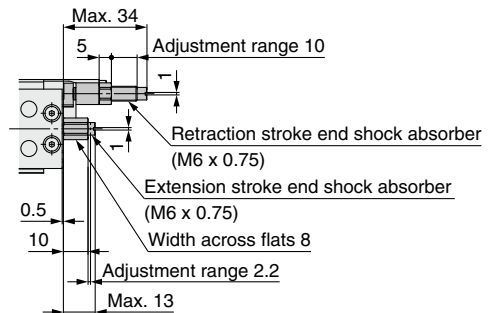 Max. 34
5
Adjustment range 10
1
Retraction stroke end shock absorber
(M6 x 0.75)
1
Extension stroke end shock absorber
(M6 x 0.75)
0.5
Width across flats 8
10
Adjustment range 2.2
Max. 13